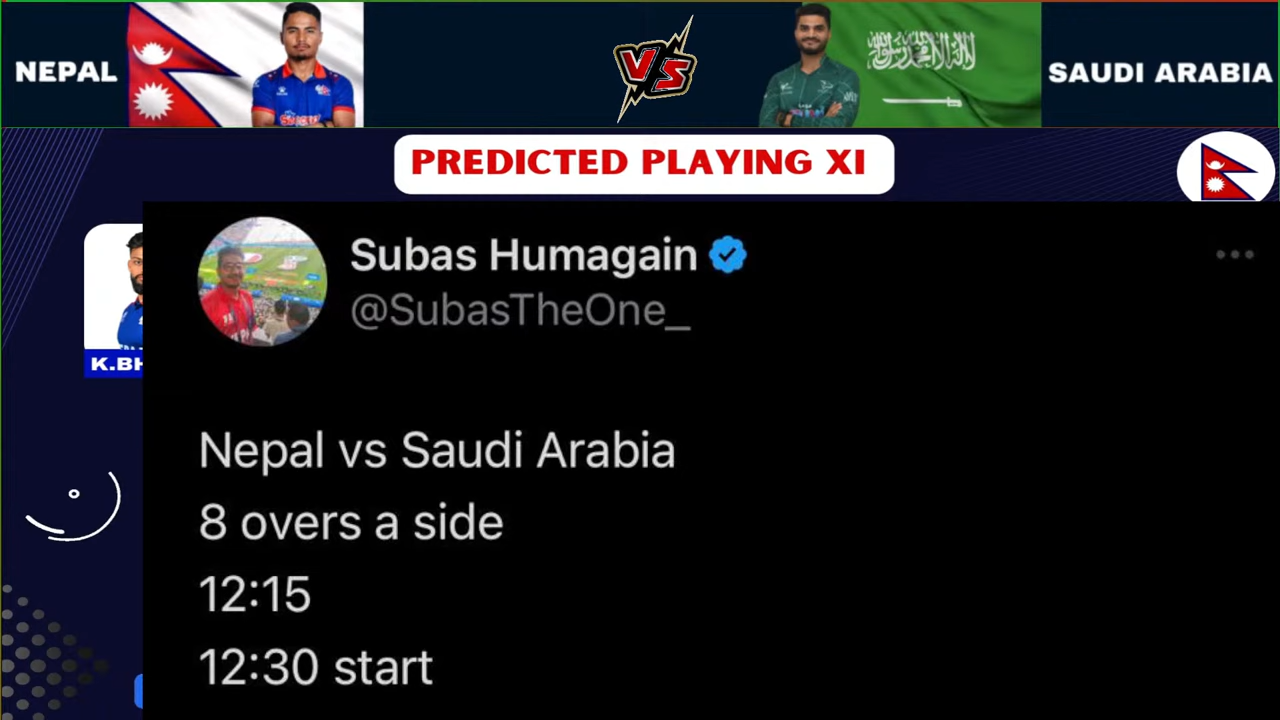 NEPAL
VS
SAUDI ARABIA
PREDICTED PLAYING XI
K.BH
Subas Humagain
@SubasTheOne_
Nepal vs Saudi Arabia
8 overs a side
12:15
12:30 start